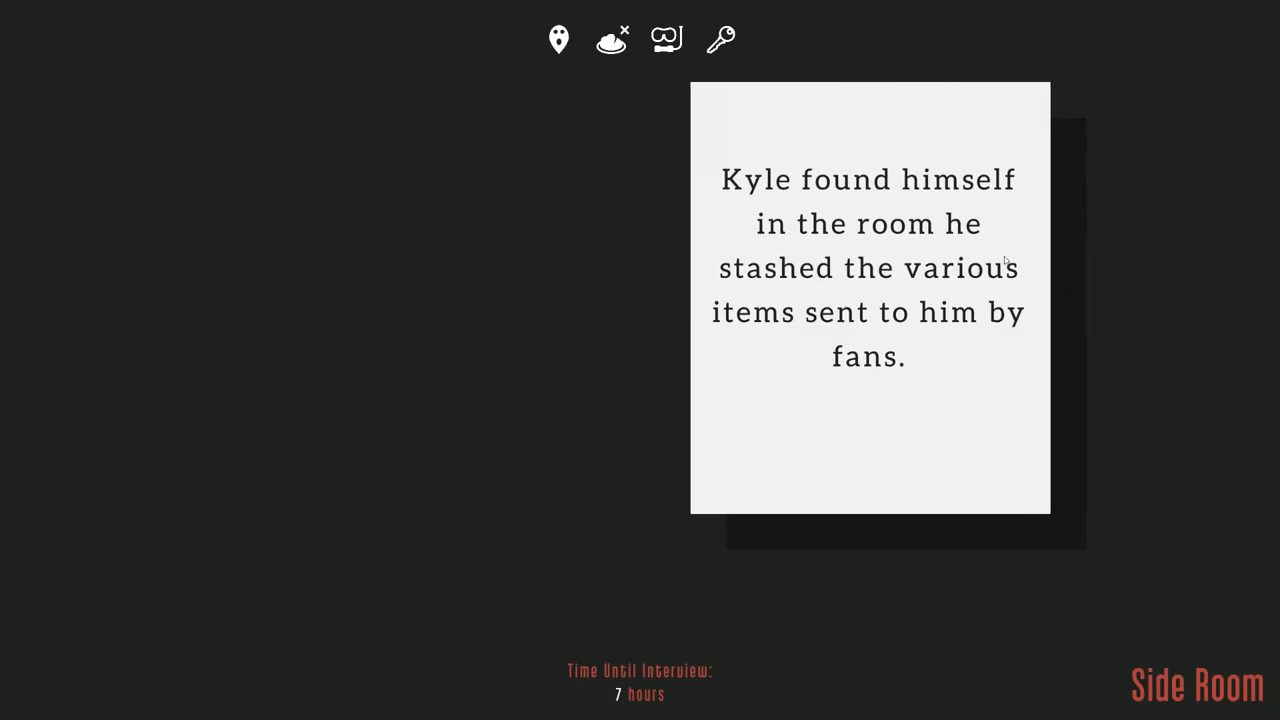 Kyle found himself
in the room he
stashed the various
items sent to him by
fans.
Time Until Interview:
7 hours
Side Room